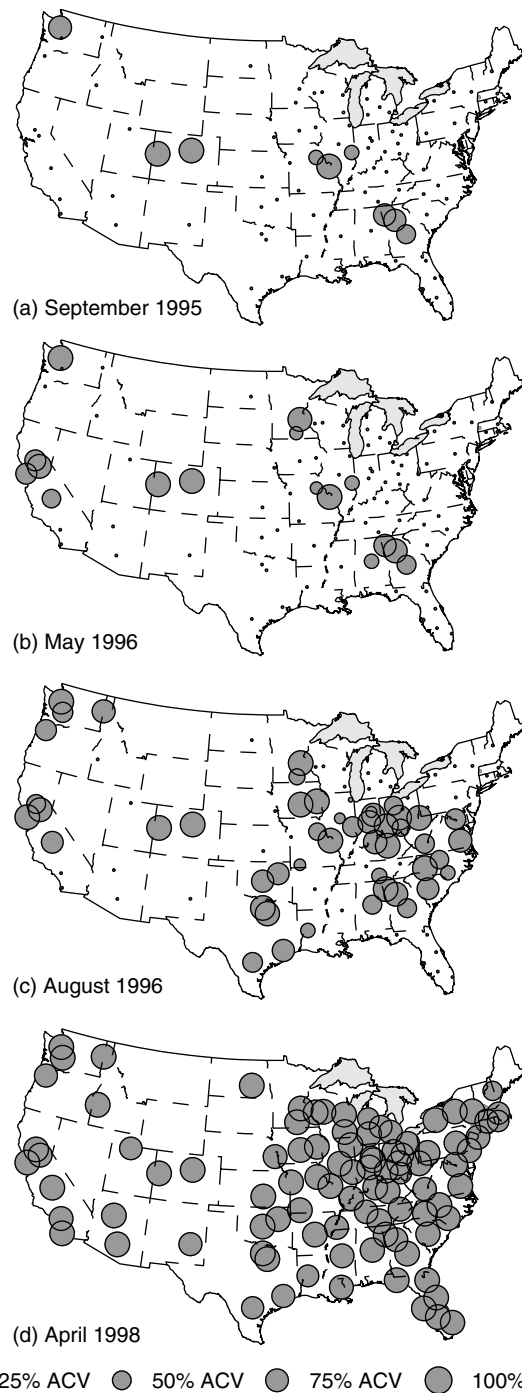 (a) September 1995
(b) May 1996
(c) August 1996
(d) April 1998
25% ACV 50% ACV 75% ACV 100%